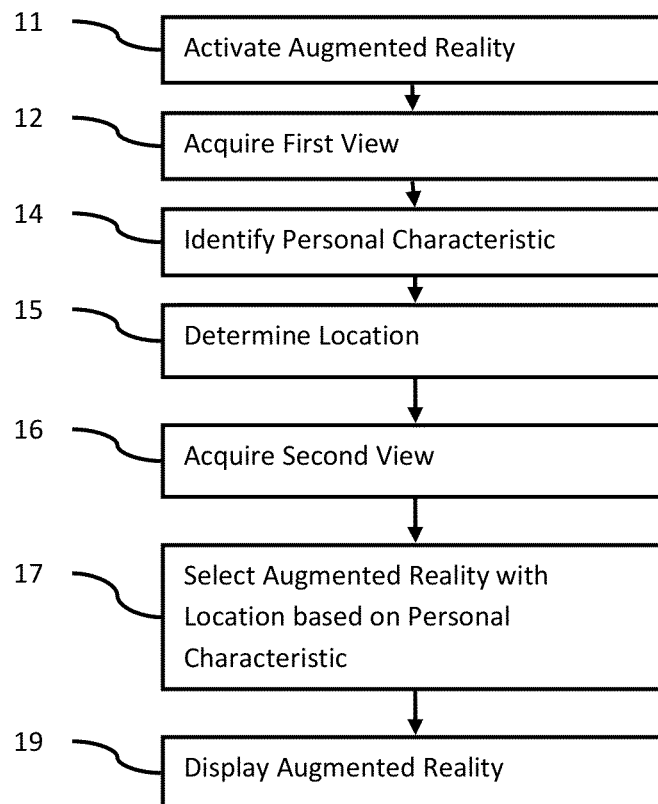 11
Activate Augmented Reality
12
Acquire First View
14
Identify Personal Characteristic
15
Determine Location
16
Acquire Second View
17
Select Augmented Reality with
Location based on Personal
Characteristic
19
Display Augmented Reality